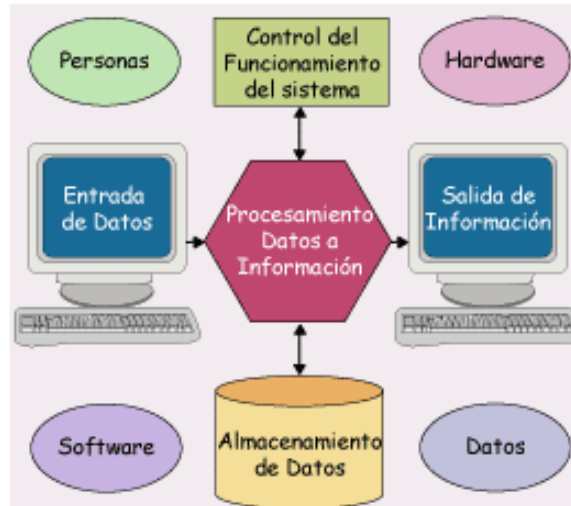 Personas
Control del
Funcionamiento
del sistema
Hardware
Entrada
de Datos
Procesamiento
Datos a
Información
Salida de
Información
Software
Almacenamiento
de Datos
Datos